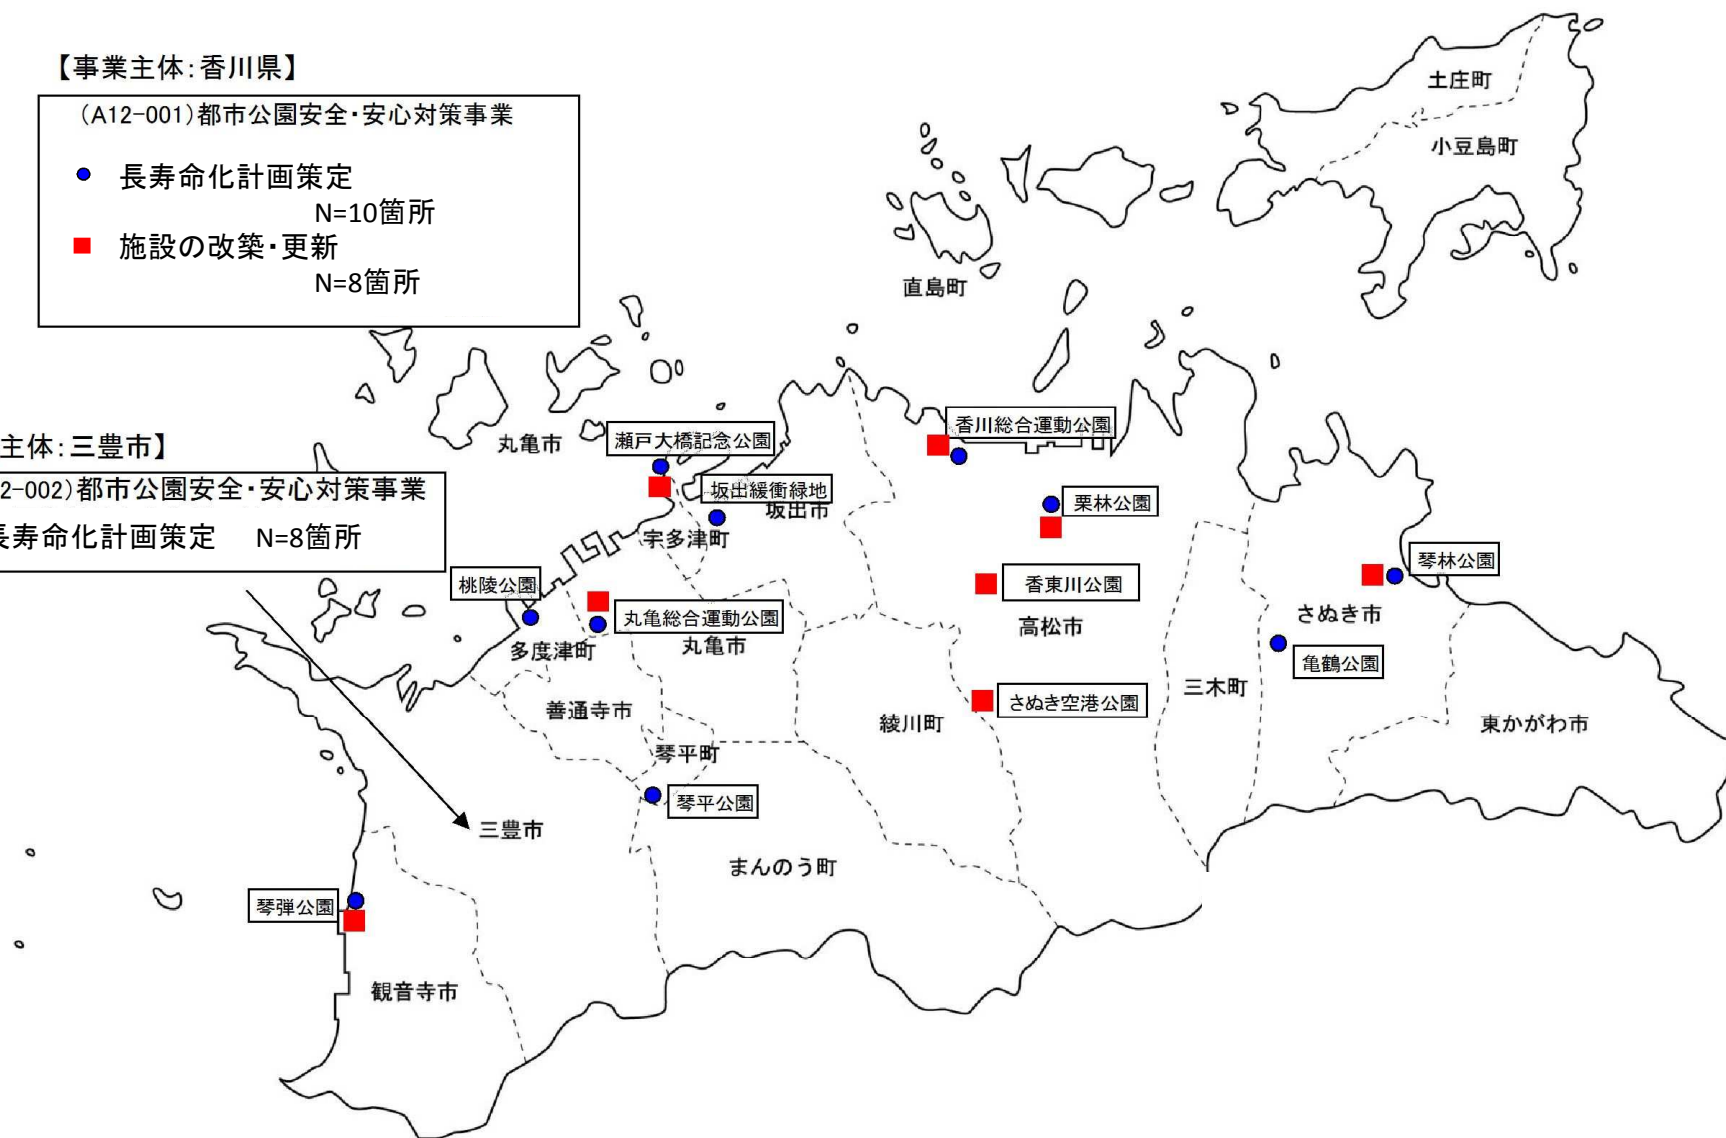 【事業主体:香川県】
(A12-001)都市公園安全・安心対策事業
長寿命化計画策定
N=10箇所
施設の改築・更新
N=8箇所
主体:三豊市】
2-002)都市公園安全・安心対策事業
長寿命化計画策定 N=8箇所
土庄町
小豆島町
直島町
丸亀市
瀬戸大橋記念公園
香川総合運動公園
坂出緩衝緑地
坂出市
栗林公園
宇多津町
琴林公園
桃陵公園
香東川公園
丸亀総合運動公園
さぬき市
高松市
多度津町
丸亀市
亀鶴公園
三木町
さぬき空港公園
善通寺市
綾川町
東かがわ市
琴平町
琴平公園
三豊市
まんのう町
琴弾公園
観音寺市